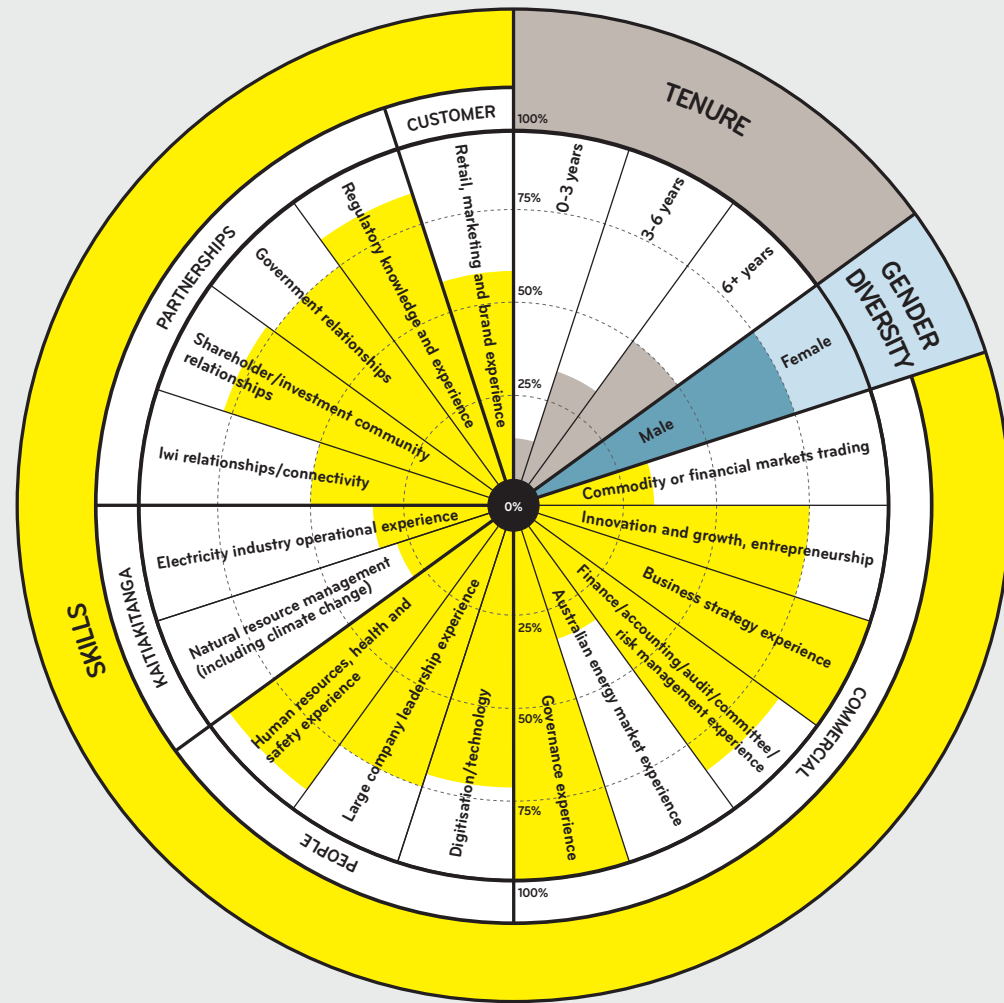 TENURE
GENDER
DIVERSITY
SKILLS
CUSTOMER
PARTNERSHIPS
KAITIAKITANGA
PEOPLE
COMMERCIAL
100%
75%
50%
25%
0%
25%
50%
75%
100%
0-3 years
3-6 years
6+ years
Female
Male
Commodity or financial markets trading
Innovation and growth, entrepreneurship
Business strategy experience
Finance/accounting/audit/committee/
risk management experience
Australian energy market experience
Governance experience
Digitisation/technology
Large company leadership experience
Human resources, health and
safety experience
Natural resource management
(including climate change)
Electricity industry operational experience
Iwi relationships/connectivity
Shareholder/investment community
relationships
Government relationships
Regulatory knowledge and experience
Retail, marketing and brand experience